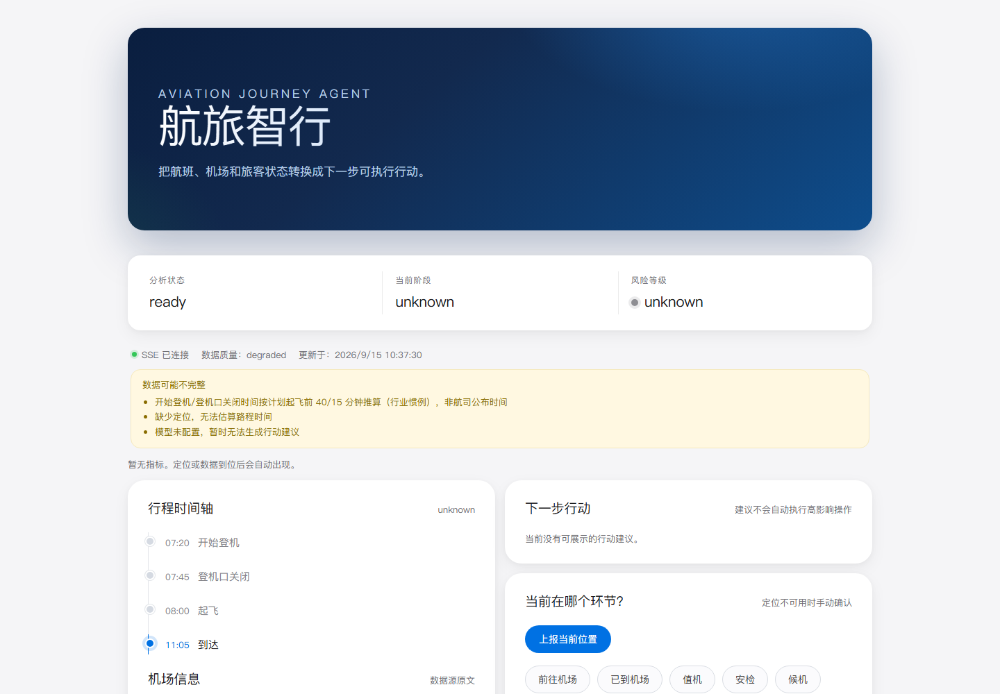 AVIATION JOURNEY AGENT
航旅智行
把航班、机场和旅客状态转换成下一步可执行行动。
分析状态
ready
当前阶段
unknown
风险等级
unknown
SSE 已连接 数据质量：degraded 更新于：2026/9/15 10:37:30
数据可能不完整
开始登机/登机口关闭时间按计划起飞前 40/15 分钟推算（行业惯例），非航司公布时间
缺少定位，无法估算路程时间
模型未配置，暂时无法生成行动建议
暂无指标。定位或数据到位后会自动出现。
行程时间轴
unknown
07:20 开始登机
07:45 登机口关闭
08:00 起飞
11:05 到达
机场信息
数据源原文
下一步行动
建议不会自动执行高影响操作
当前没有可展示的行动建议。
当前在哪个环节？
定位不可用时手动确认
上报当前位置
前往机场 已到机场 值机 安检 候机